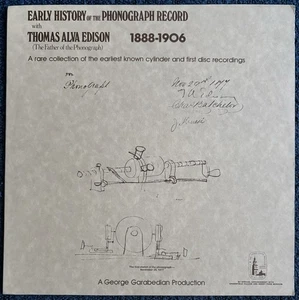 EARLY HISTORY OF THE PHONOGRAPH RECORD
with
THOMAS ALVA EDISON 1888-1906
(The Father of the Phonograph)
A rare collection of the earliest known cylinder and first disc recordings
Phonograph
A George Garabedian Production